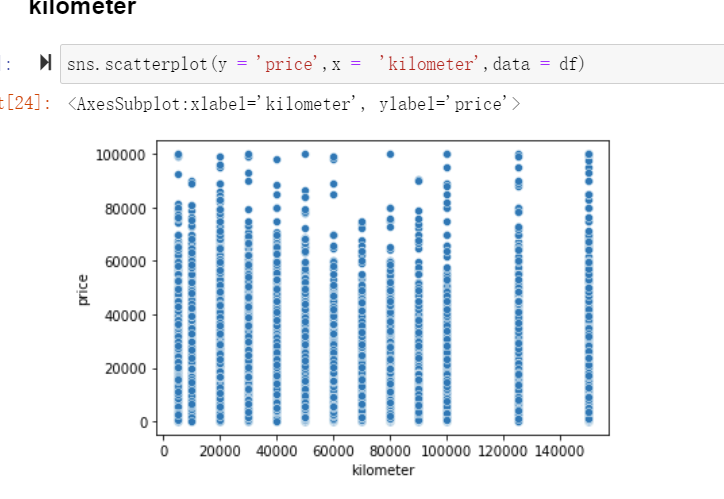 kilometer
]: sns.scatterplot(y = 'price',x =  'kilometer',data = df)
t[24]: <AxesSubplot:xlabel='kilometer', ylabel='price'>
100000
80000
60000
40000
20000
0
price
0 20000 40000 60000 80000 100000 120000 140000
kilometer